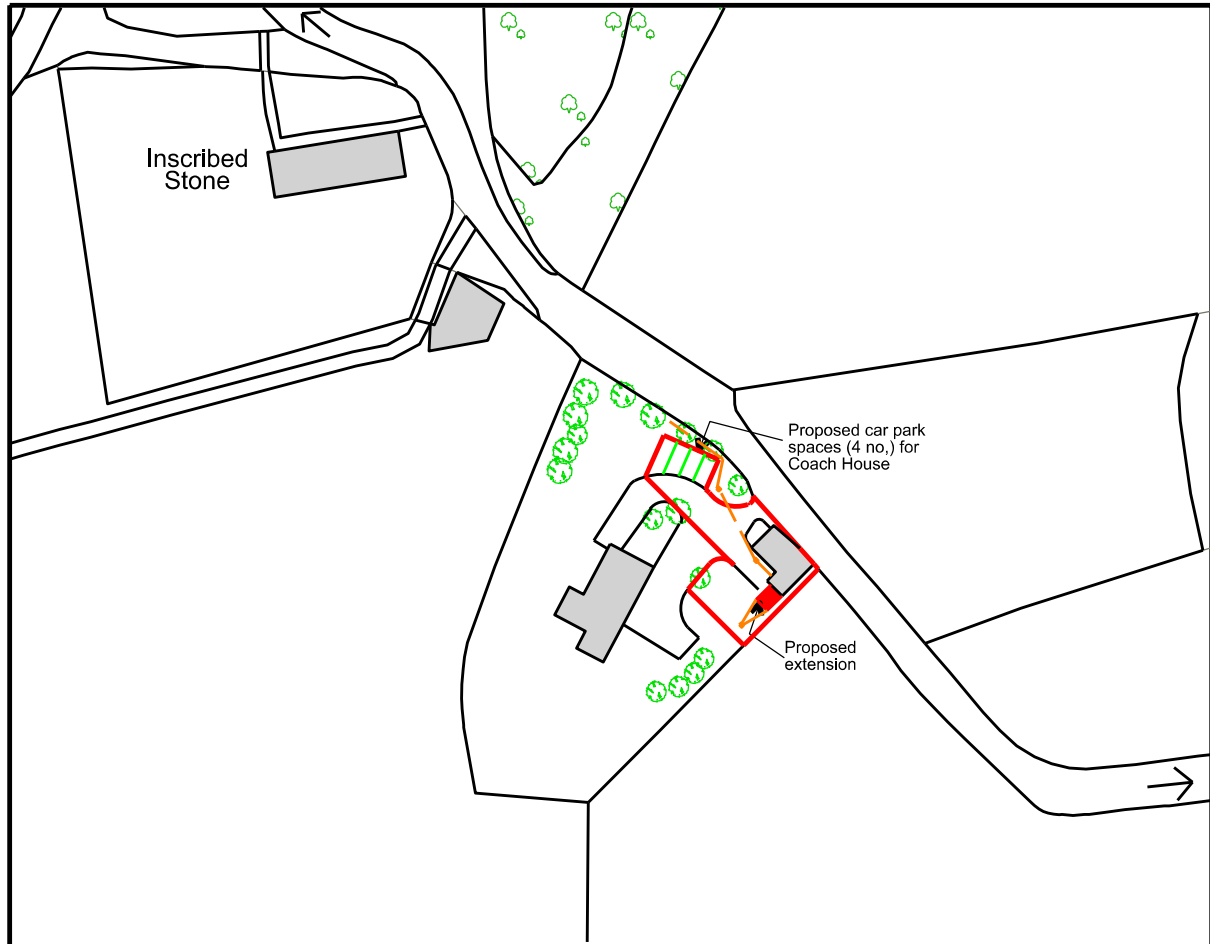 Inscribed
Stone
Proposed car park
spaces (4 no,) for
Coach House
Proposed
extension